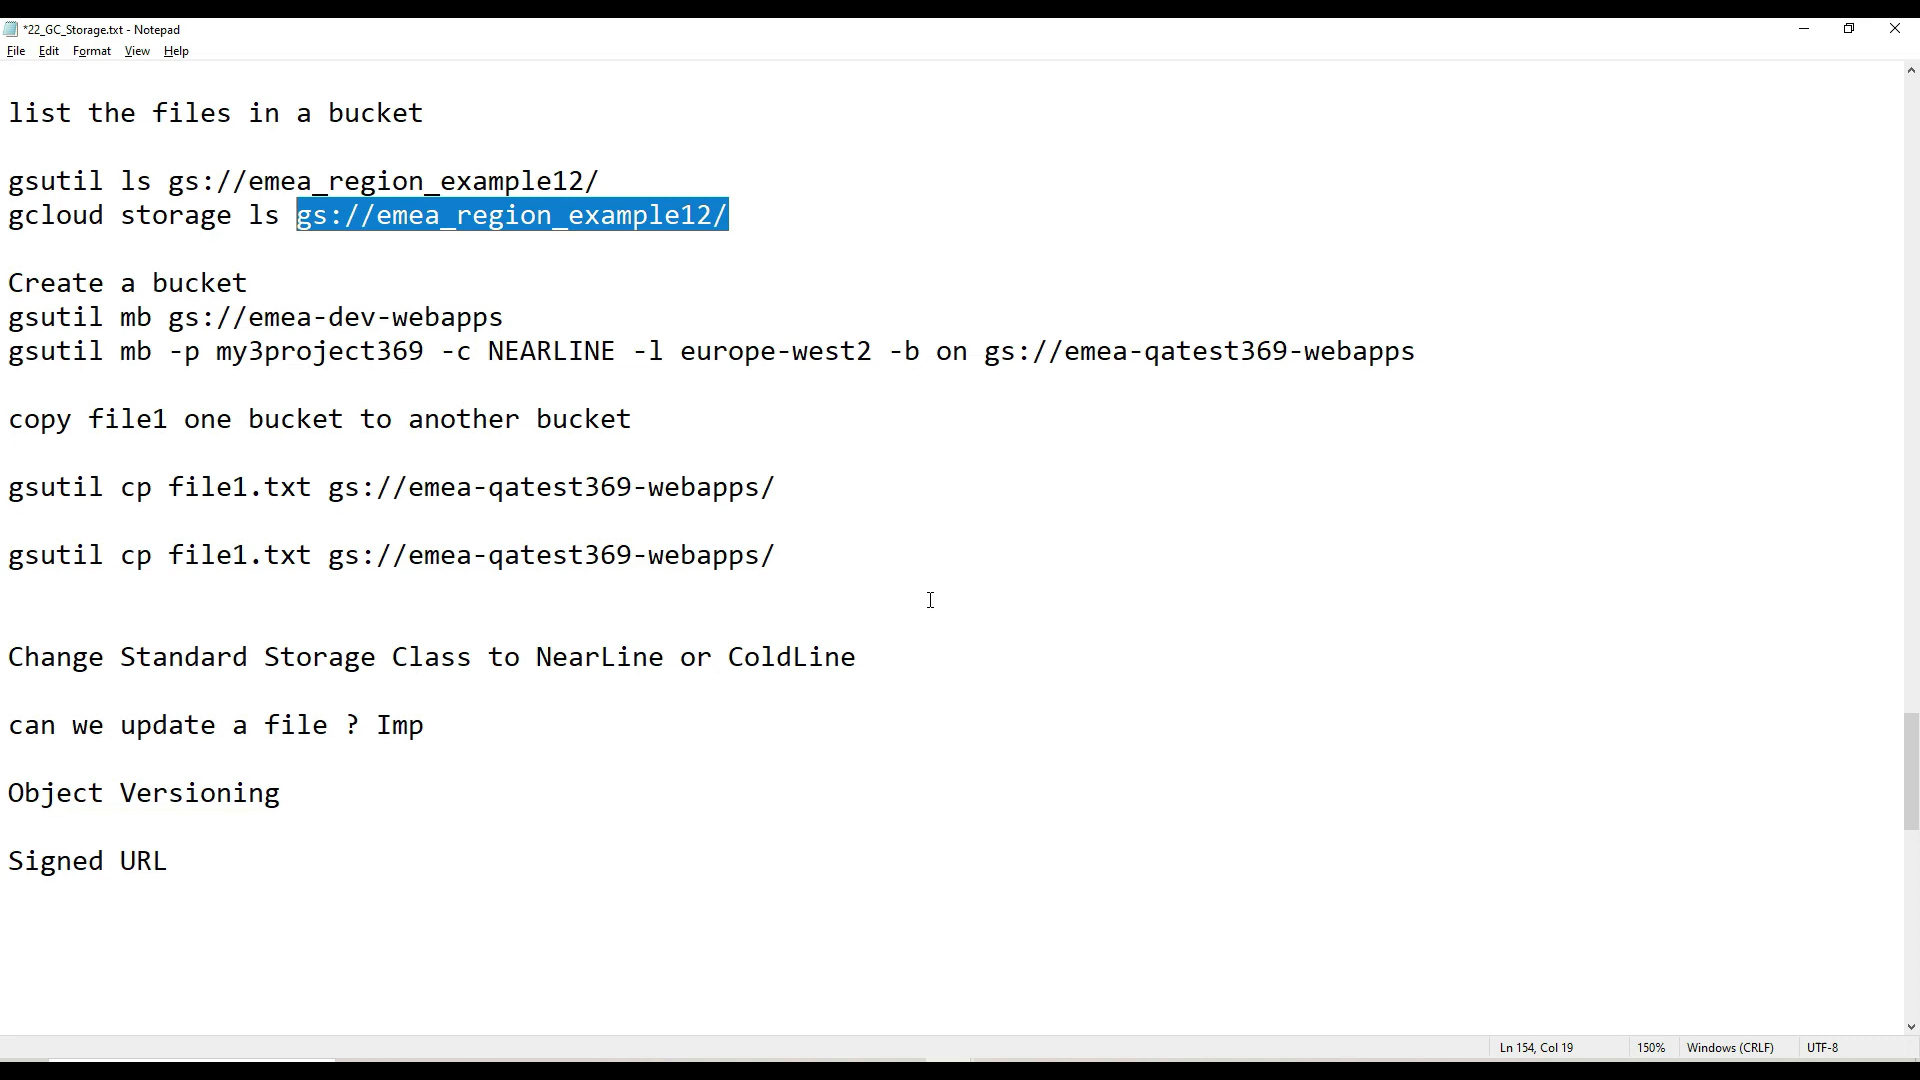 *22_GC_Storage.txt - Notepad
File Edit Format View Help
list the files in a bucket
gsutil ls gs://emea_region_example12/
gcloud storage ls gs://emea_region_example12/
Create a bucket
gsutil mb gs://emea-dev-webapps
gsutil mb -p my3project369 -c NEARLINE -l europe-west2 -b on gs://emea-qatest369-webapps
copy file1 one bucket to another bucket
gsutil cp file1.txt gs://emea-qatest369-webapps/
gsutil cp file1.txt gs://emea-qatest369-webapps/
Change Standard Storage Class to NearLine or ColdLine
can we update a file ? Imp
Object Versioning
Signed URL
Ln 154, Col 19 150% Windows (CRLF) UTF-8